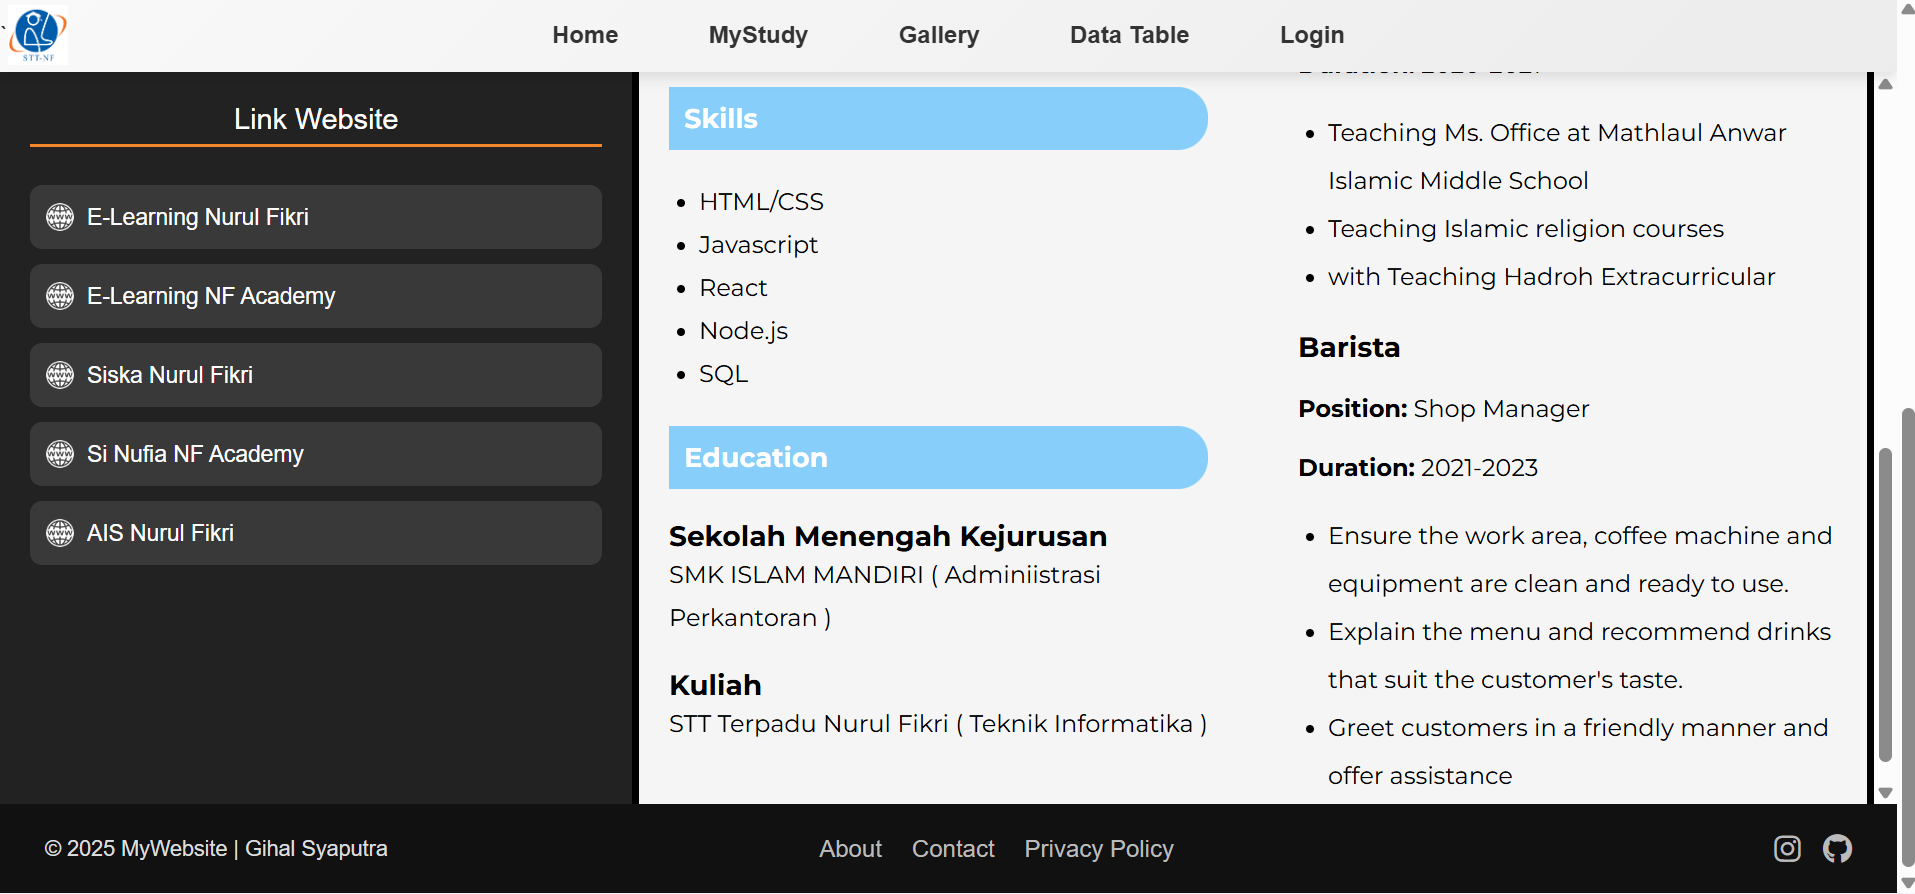 `
STT-NF
Home
MyStudy
Gallery
Data Table
Login
Link Website
E-Learning Nurul Fikri
E-Learning NF Academy
Siska Nurul Fikri
Si Nufia NF Academy
AIS Nurul Fikri
Skills
HTML/CSS
Javascript
React
Node.js
SQL
Education
Sekolah Menengah Kejurusan
SMK ISLAM MANDIRI ( Adminiistrasi
Perkantoran )
Kuliah
STT Terpadu Nurul Fikri ( Teknik Informatika )
Teaching Ms. Office at Mathlaul Anwar
Islamic Middle School
Teaching Islamic religion courses
with Teaching Hadroh Extracurricular
Barista
Position: Shop Manager
Duration: 2021-2023
Ensure the work area, coffee machine and
equipment are clean and ready to use.
Explain the menu and recommend drinks
that suit the customer's taste.
Greet customers in a friendly manner and
offer assistance
© 2025 MyWebsite | Gihal Syaputra
About
Contact
Privacy Policy